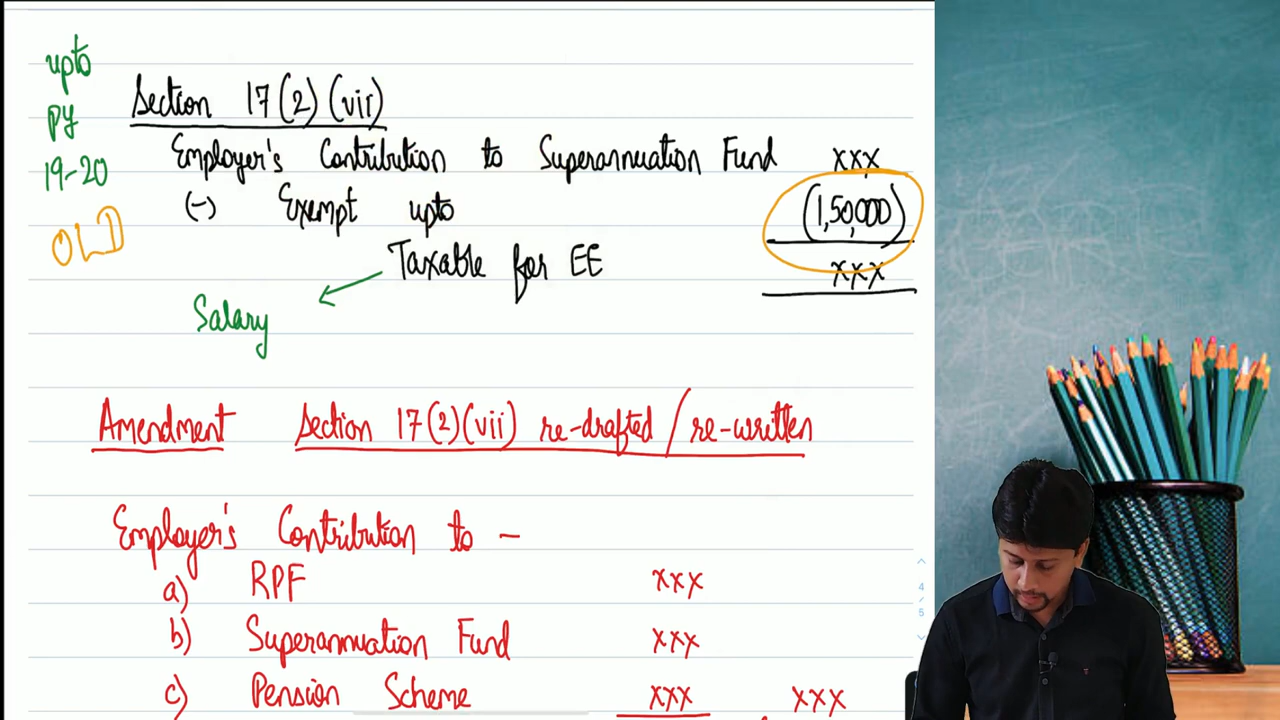 upto
PY
19-20
OLD
Section 17(2)(vii)
Employer's Contribution to Superannuation Fund xxx
(-) Exempt upto (1,50,000)
Taxable for EE xxx
Salary
Amendment Section 17(2)(vii) re-drafted / re-written
Employer's Contribution to -
a) RPF xxx
b) Superannuation Fund xxx
c) Pension Scheme xxx xxx
4
/
5